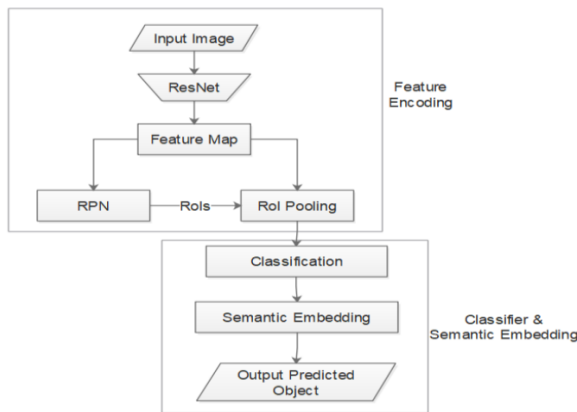 Input Image
ResNet
Feature
Encoding
Feature Map
RPN
RoIs
RoI Pooling
Classification
Semantic Embedding
Classifier &
Semantic Embedding
Output Predicted
Object